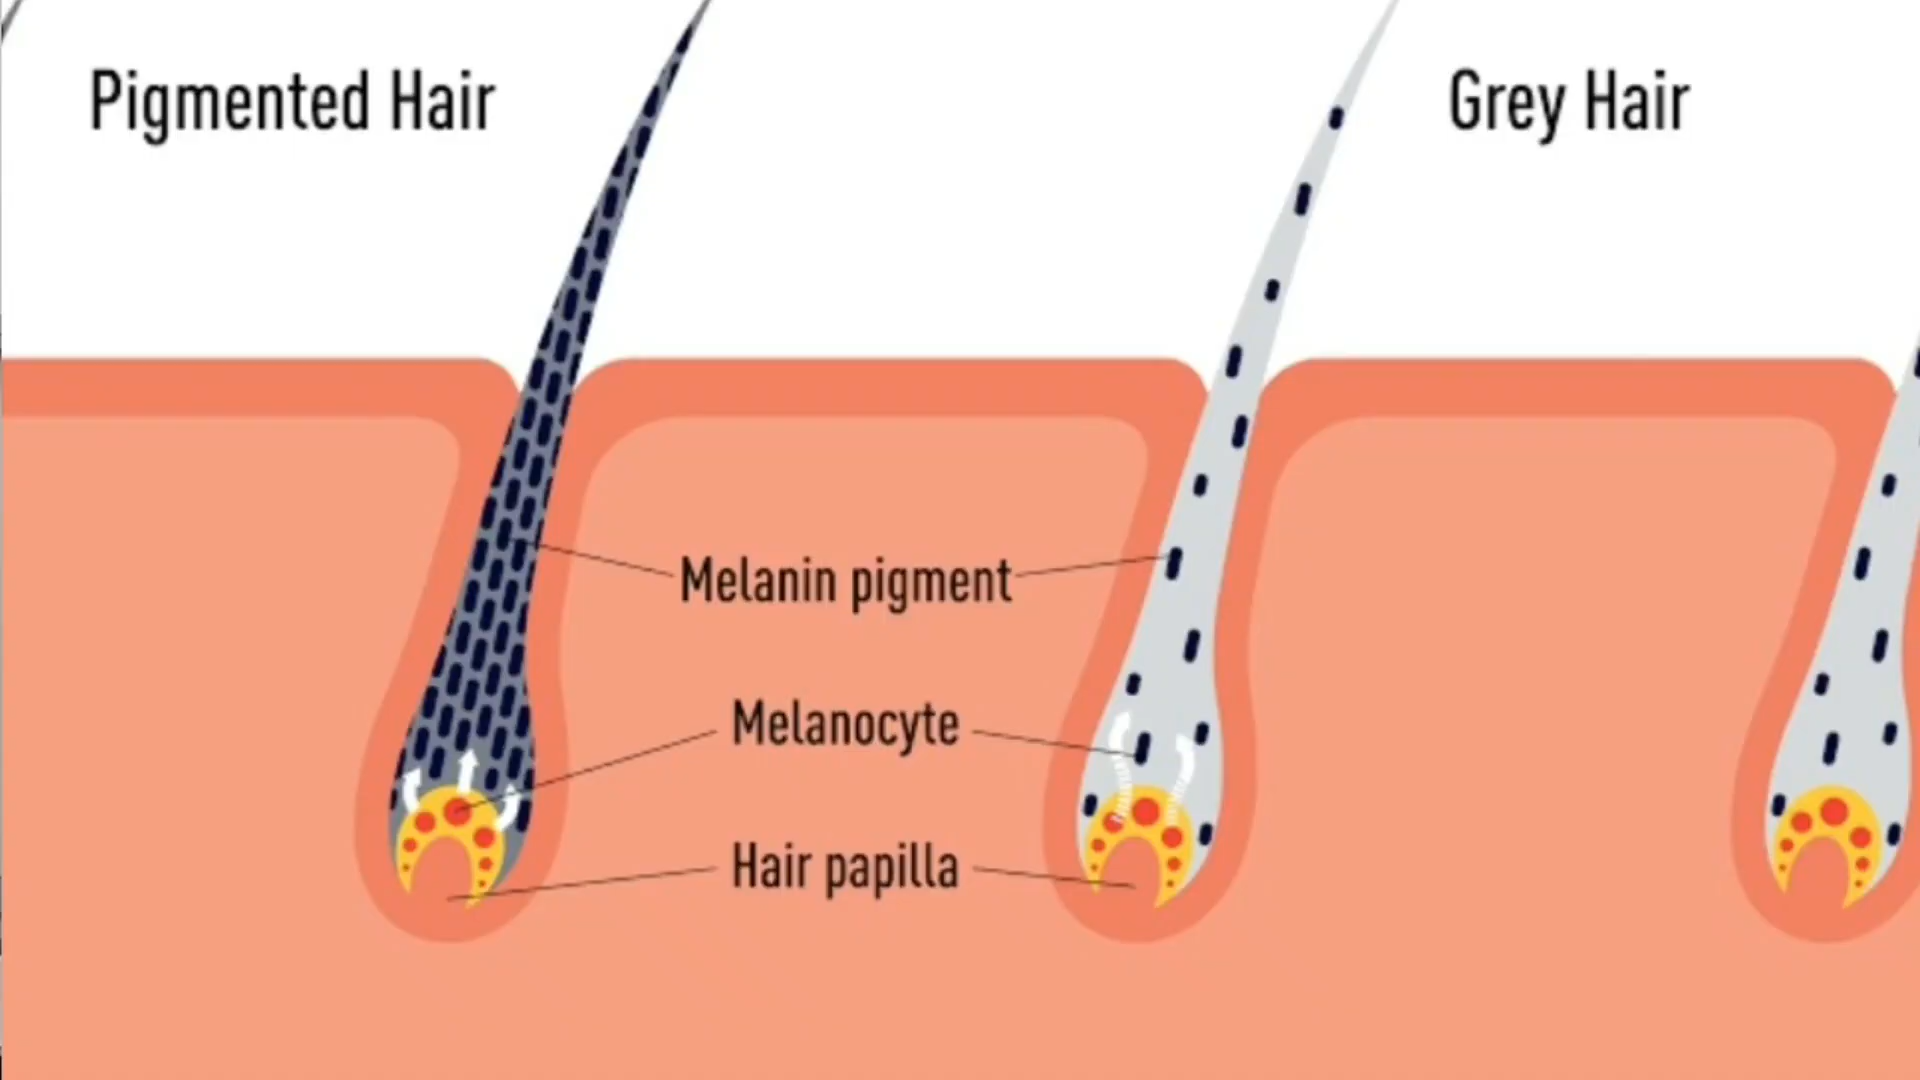 Pigmented Hair
Grey Hair
Melanin pigment
Melanocyte
Hair papilla